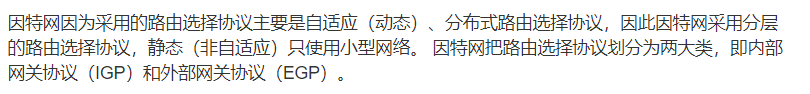 因特网因为采用的路由选择协议主要是自适应（动态）、分布式路由选择协议，因此因特网采用分层
的路由选择协议，静态（非自适应）只使用小型网络。 因特网把路由选择协议划分为两大类，即内部
网关协议（IGP）和外部网关协议（EGP）。